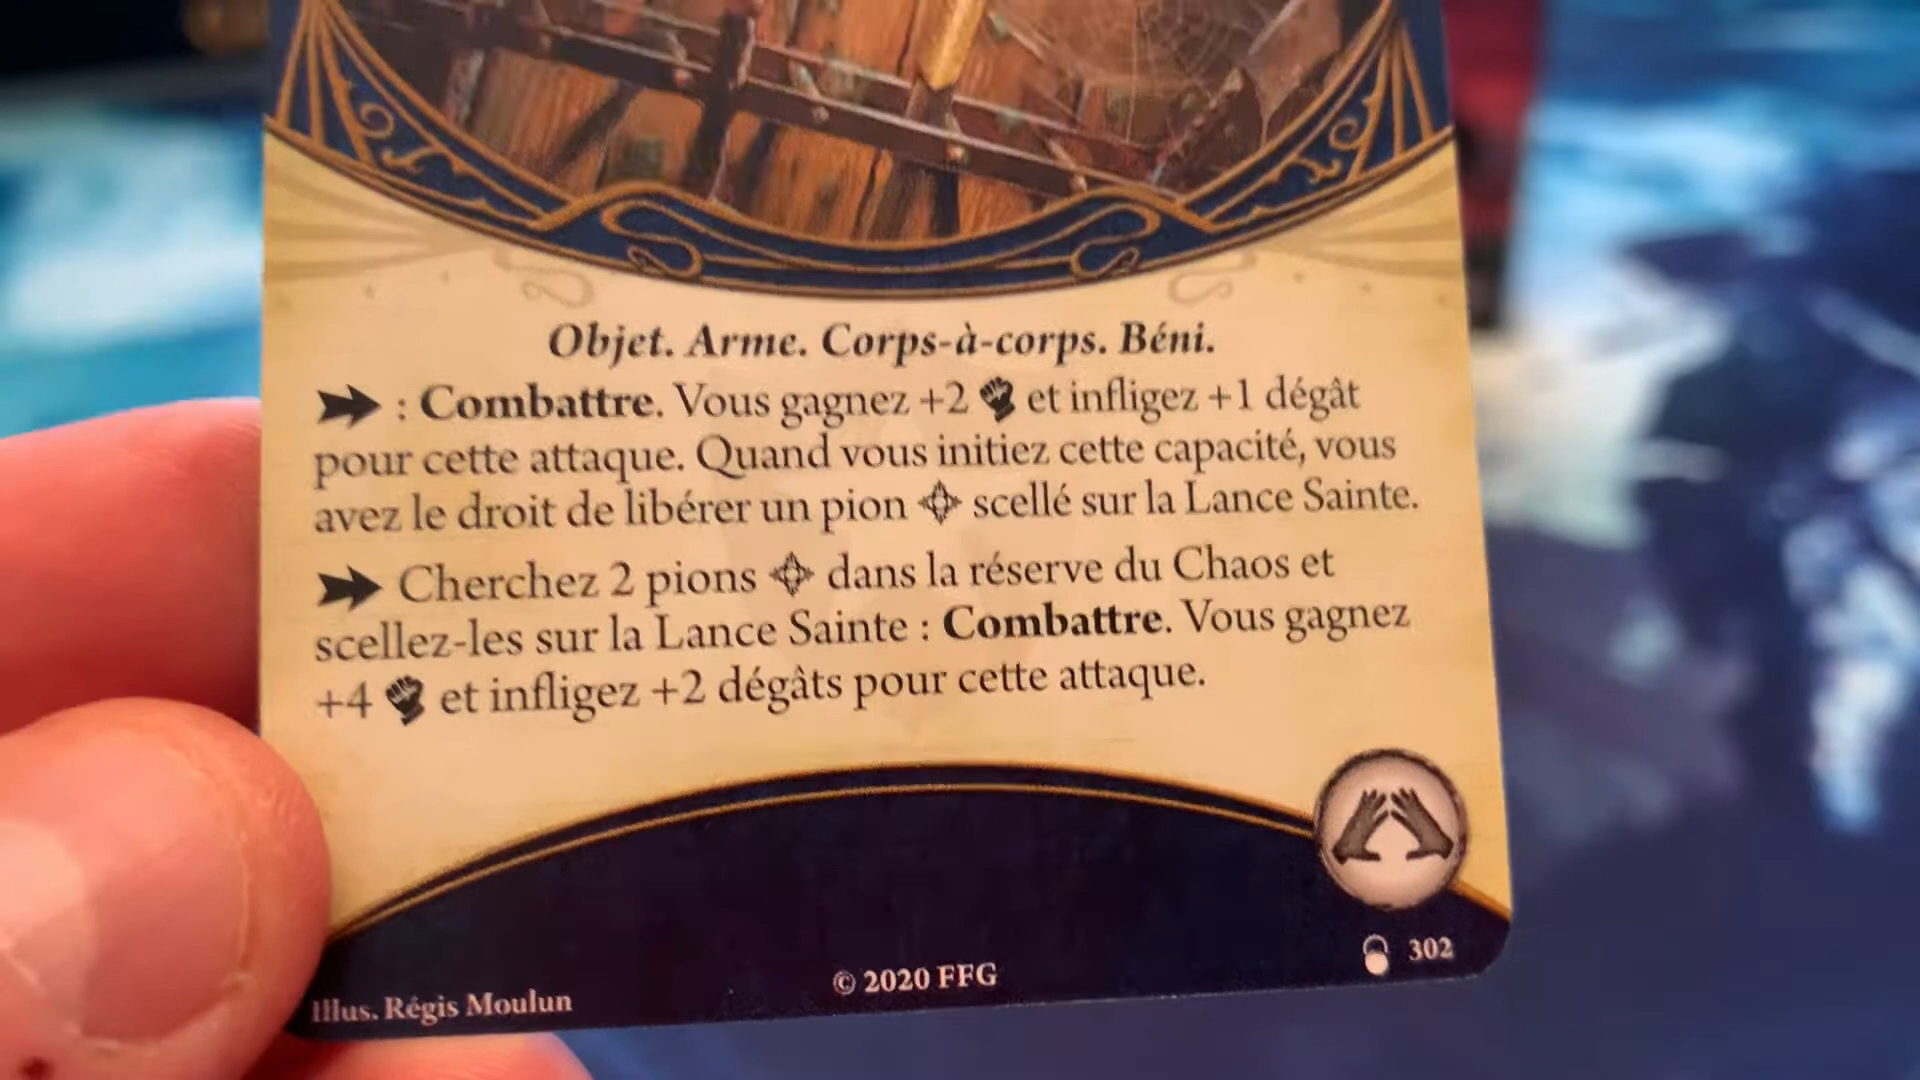 Objet. Arme. Corps-à-corps. Béni.
: Combattre. Vous gagnez +2 et infligez +1 dégât
pour cette attaque. Quand vous initiez cette capacité, vous
avez le droit de libérer un pion scellé sur la Lance Sainte.
Cherchez 2 pions dans la réserve du Chaos et
scellez-les sur la Lance Sainte : Combattre. Vous gagnez
+4 et infligez +2 dégâts pour cette attaque.
302
© 2020 FFG
Illus. Régis Moulun